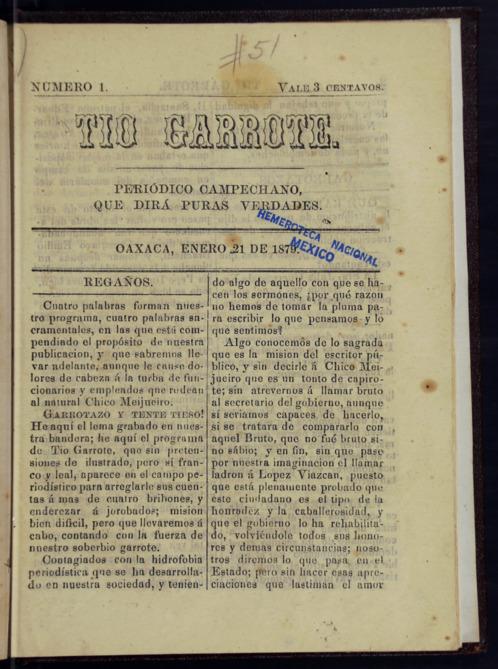 #51
NUMERO 1.
VALE 3 CENTAVOS.
TIO GARROTE.
PERIÓDICO CAMPECHANO,
QUE DIRÁ PURAS VERDADES.
HEMEROTECA NACIONAL
MEXICO
OAXACA, ENERO 21 DE 1879.
REGAÑOS.
Cuatro palabras forman nues-
tro programa, cuatro palabras sa-
cramentales, en las que está com-
pendiado el propósito de nuestra
publicacion, y que sabremos lle-
var adelante, aunque le cause do-
lores de cabeza á la turba de fun-
cionarios y empleados que rodean
al natural Chico Meijueiro.
GARROTAZO Y TENTE TIESO!
He aquí el lema grabado en nues-
tra bandera; he aquí el programa
de Tio Garrote, que sin preten-
siones de ilustrado, pero si fran-
co y leal, aparece en el campo pe-
riodístico para arreglarle sus cuen-
tas á mas de cuatro bribones, y
enderezar á jorobados; mision
bien difícil, pero que llevaremos á
cabo, contando con la fuerza de
nuestro soberbio garrote.
Contagiados con la hidrofobia
periodística que se ha desarrolla-
do en nuestra sociedad, y tenien-
do algo de aquello con que se ha-
cen los sermones, ¿por qué razon
no hemos de tomar la pluma pa-
ra escribir lo que pensamos y lo
que sentimos?
Algo conocemos de lo sagrada
que es la mision del escritor pú-
blico, y sin decirle á Chico Mei-
jueiro que es un tonto de capiro-
te; sin atrevernos á llamar bruto
al secretario del gobierno, aunque
sí seriamos capaces de hacerlo,
si se tratara de compararlo con
aquel Bruto, que no fué bruto si-
no sábio; y en fin, sin que pase
por nuestra imaginacion el llamar
ladron á Lopez Viazcan, puesto
que está plenamente probado que
este ciudadano es el tipo de la
honradez y la caballerosidad, y
que el gobierno lo ha rehabilita-
do, volviéndole todos sus hono-
res y demas circunstancias; noso-
tros diremos lo que pasa en el
Estado; pero sin hacer esas apre-
ciaciones que lastiman el amor